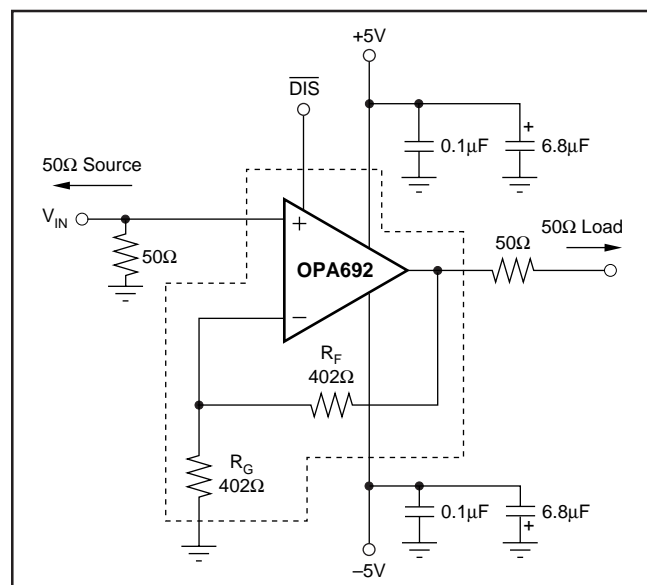 +5V
DIS
0.1µF
+
6.8µF
50Ω Source
50Ω Load
V_IN
50Ω
+
OPA692
50Ω
−
R_F
402Ω
R_G
402Ω
0.1µF
6.8µF
+
−5V